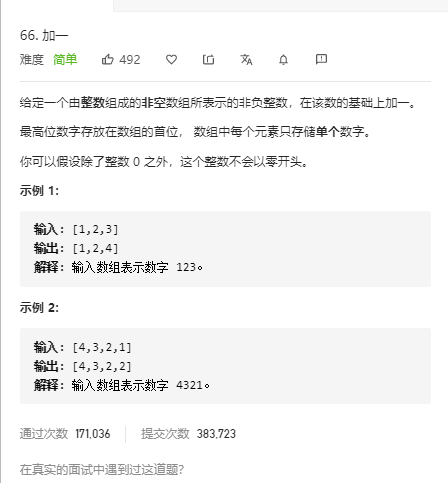 66. 加一
难度 简单 492
给定一个由整数组成的非空数组所表示的非负整数，在该数的基础上加一。
最高位数字存放在数组的首位， 数组中每个元素只存储单个数字。
你可以假设除了整数 0 之外，这个整数不会以零开头。
示例 1:
输入: [1,2,3]
输出: [1,2,4]
解释: 输入数组表示数字 123。
示例 2:
输入: [4,3,2,1]
输出: [4,3,2,2]
解释: 输入数组表示数字 4321。
通过次数 171,036 提交次数 383,723
在真实的面试中遇到过这道题?